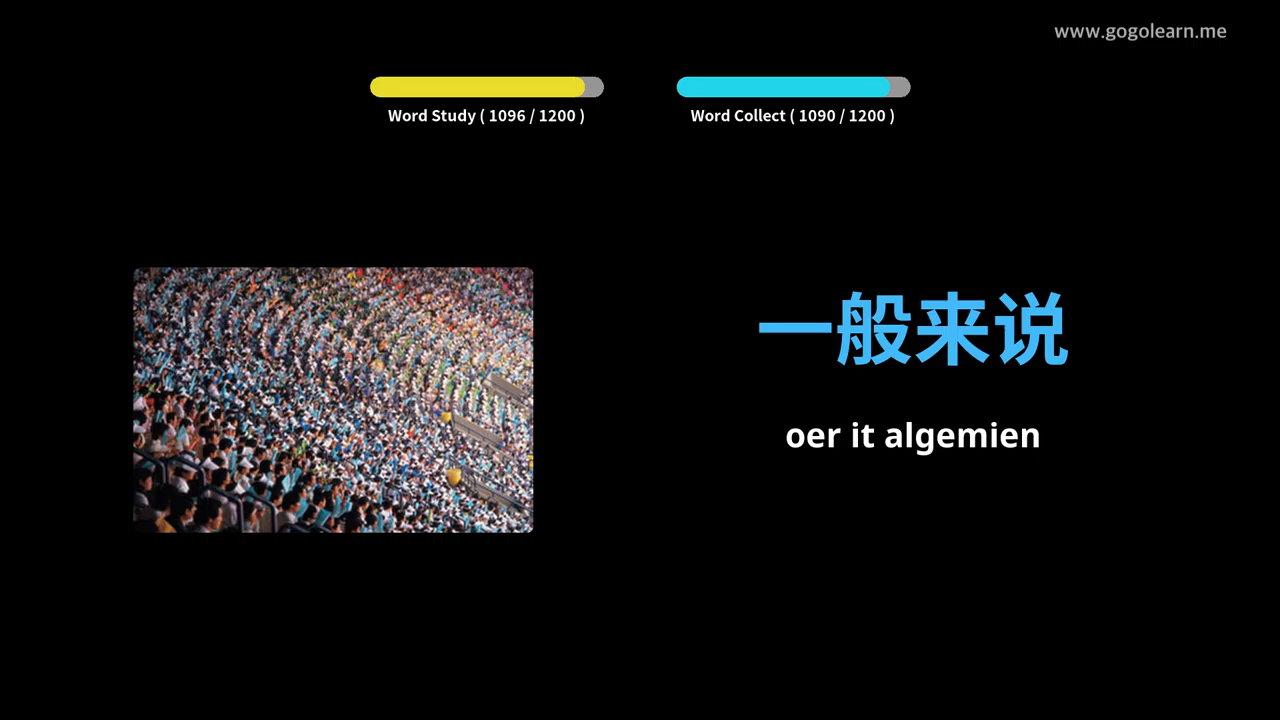 www.gogolearn.me
Word Study ( 1096 / 1200 )
Word Collect ( 1090 / 1200 )
一般来说
oer it algemien